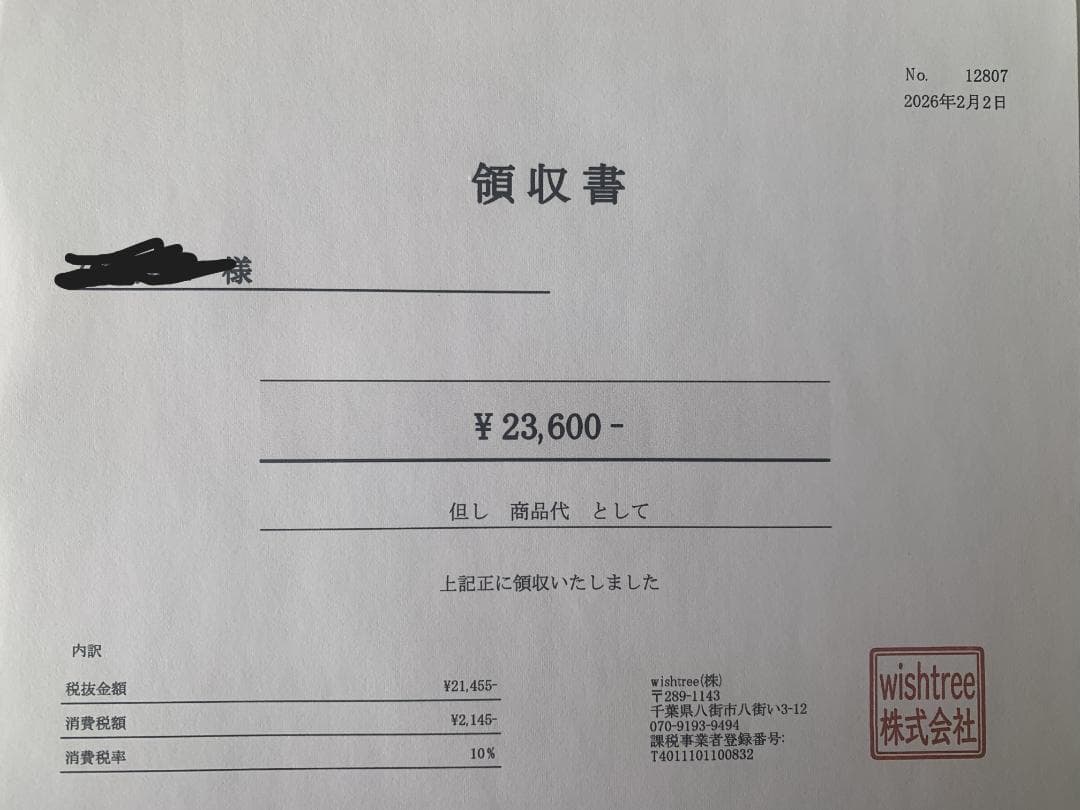 No. 12807
2026年2月2日
領収書
様
¥ 23,600 -
但し 商品代 として
上記正に領収いたしました
内訳
税抜金額 ¥21,455-
消費税額 ¥2,145-
消費税率 10%
wishtree(株)
〒289-1143
千葉県八街市八街い3-12
070-9193-9494
課税事業者登録番号:
T4011101100832
wishtree
株式会社